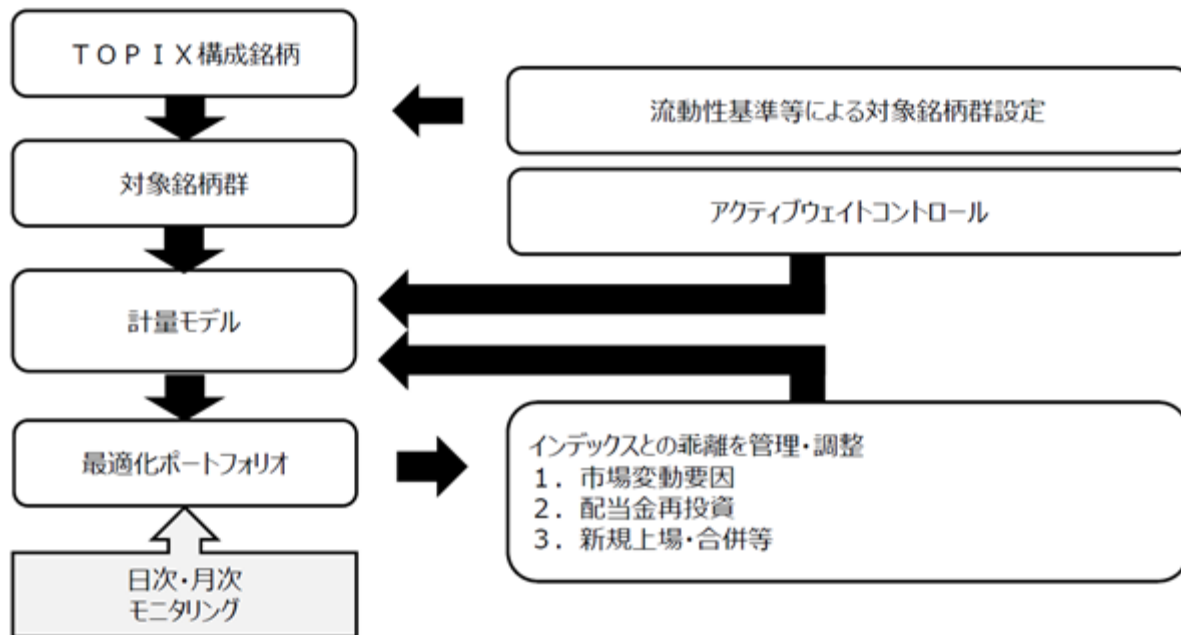 TOPIX構成銘柄
流動性基準等による対象銘柄群設定
対象銘柄群
アクティブウェイトコントロール
計量モデル
最適化ポートフォリオ
インデックスとの乖離を管理・調整
1. 市場変動要因
2. 配当金再投資
3. 新規上場・合併等
日次・月次
モニタリング